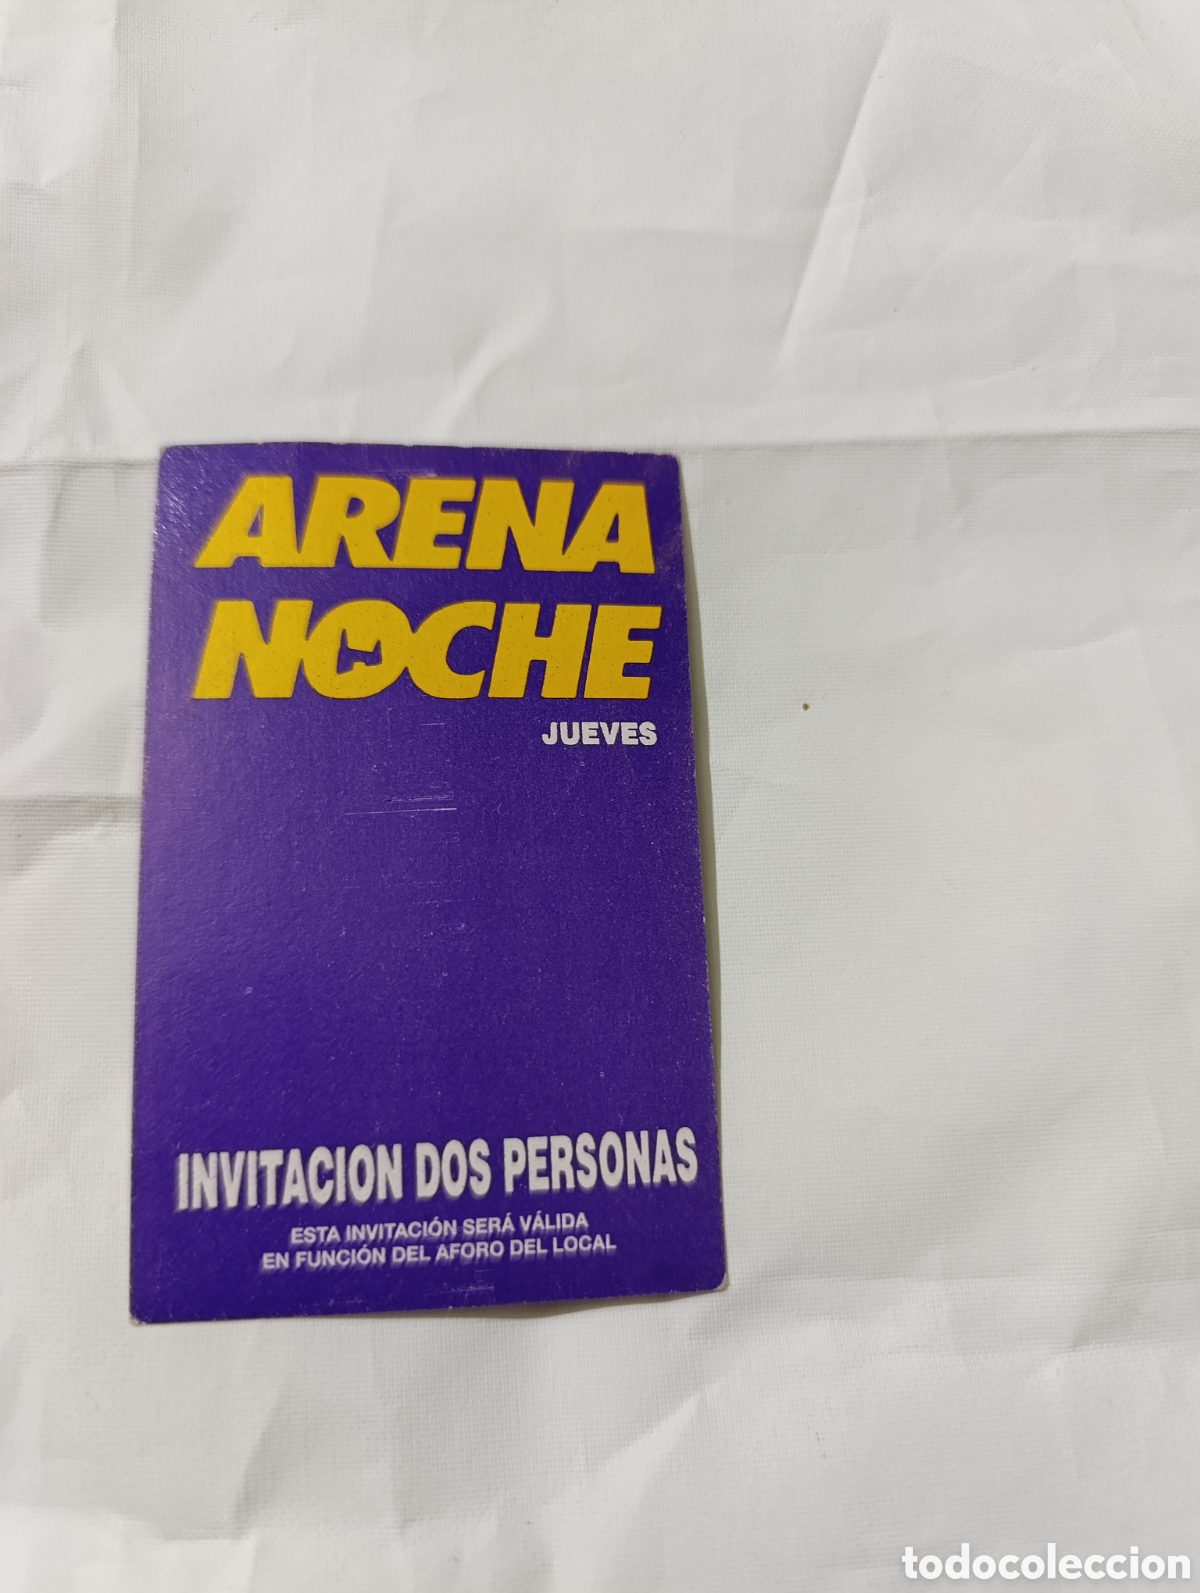 ARENA
NOCHE
JUEVES
INVITACION DOS PERSONAS
ESTA INVITACIÓN SERÁ VÁLIDA
EN FUNCIÓN DEL AFORO DEL LOCAL
todocoleccion